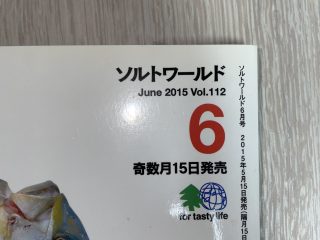 ソルトワールド
June 2015 Vol.112
6
奇数月15日発売
for tasty life
ソルトワールド6月号 2015年5月15日発売(隔月15日